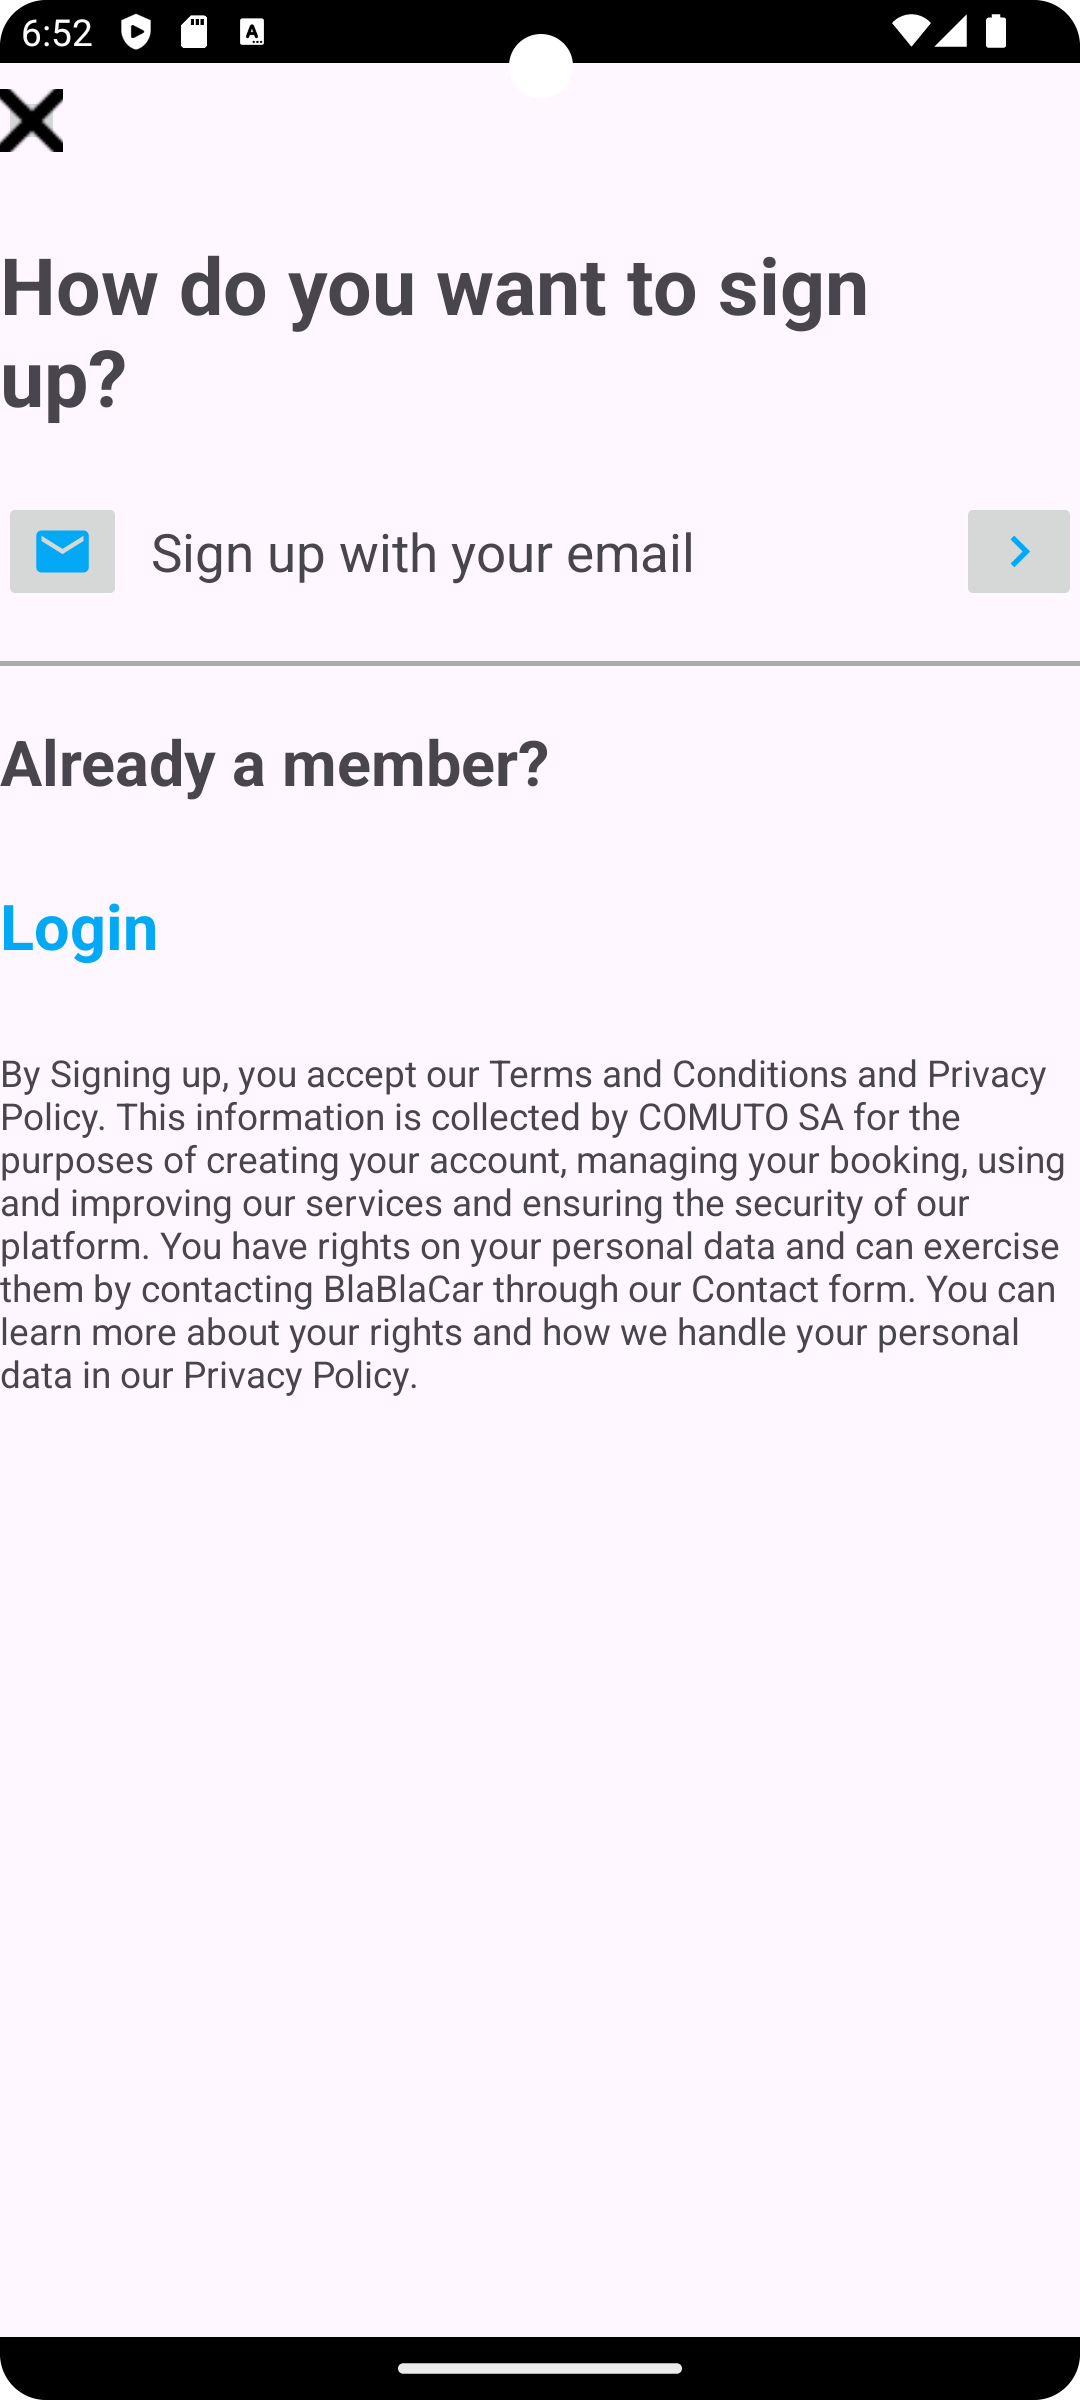 6:52
How do you want to sign
up?
Sign up with your email
Already a member?
Login
By Signing up, you accept our Terms and Conditions and Privacy
Policy. This information is collected by COMUTO SA for the
purposes of creating your account, managing your booking, using
and improving our services and ensuring the security of our
platform. You have rights on your personal data and can exercise
them by contacting BlaBlaCar through our Contact form. You can
learn more about your rights and how we handle your personal
data in our Privacy Policy.